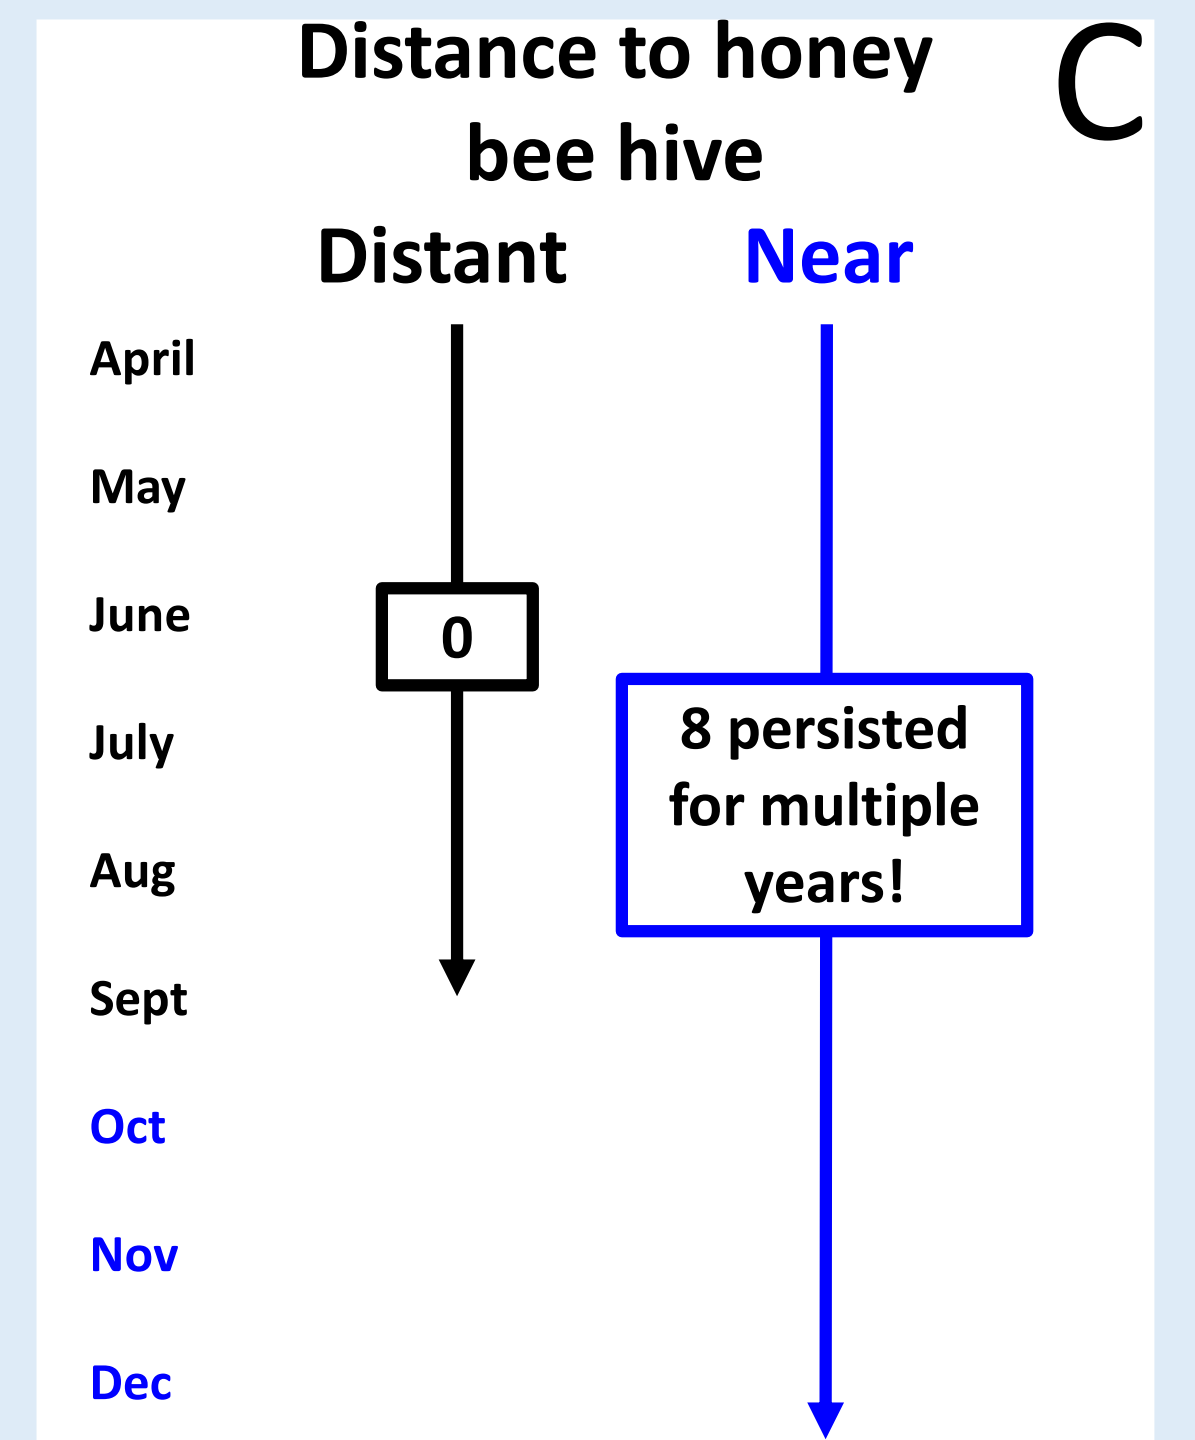 Distance to honey
bee hive
C
Distant
Near
April
May
June
0
July
8 persisted
for multiple
years!
Aug
Sept
Oct
Nov
Dec